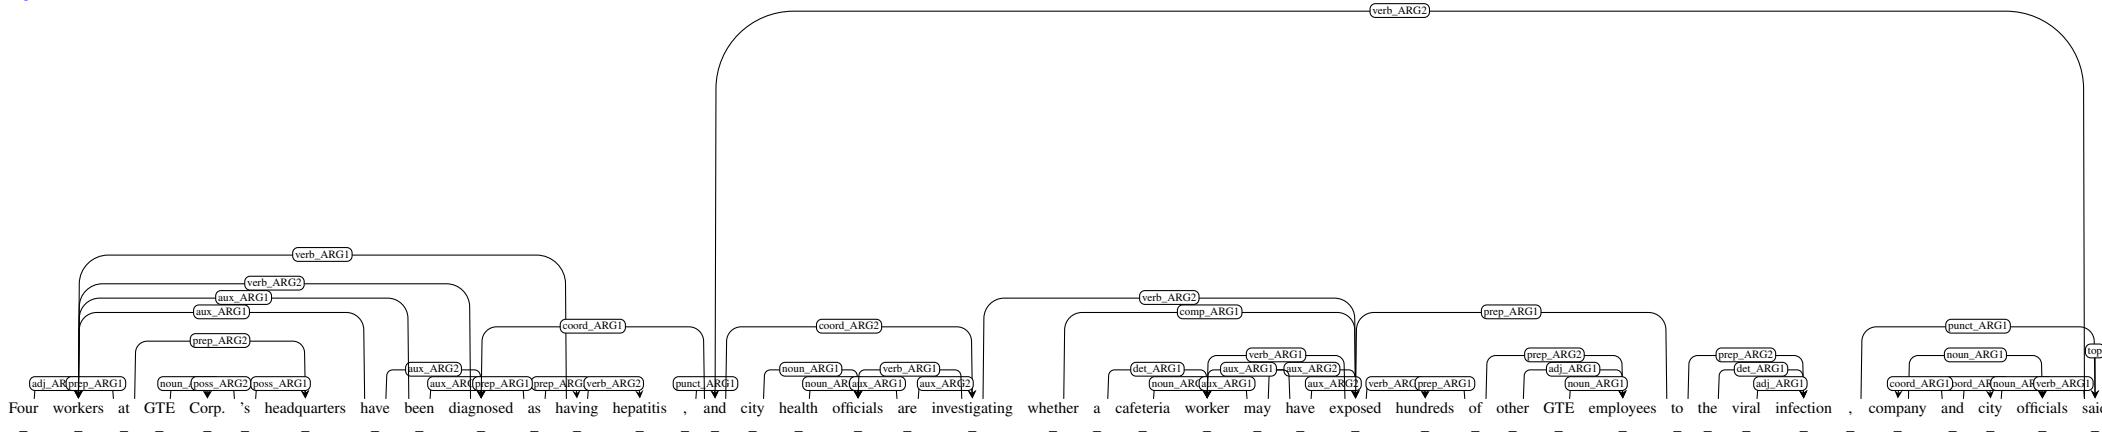 verb_ARG2
verb_ARG1
verb_ARG2
aux_ARG1 verb_ARG2
aux_ARG1 comp_ARG1 prep_ARG1
coord_ARG1 coord_ARG2 punct_ARG1
prep_ARG2 top
verb_ARG1 prep_ARG2 prep_ARG2 noun_ARG1
aux_ARG2 noun_ARG1 verb_ARG1 det_ARG1 aux_ARG1 aux_ARG2 adj_ARG1 det_ARG1
prep_ARG1 poss_ARG2 poss_ARG1 prep_ARG1 verb_ARG2 punct_ARG1 aux_ARG1 aux_ARG2 aux_ARG1 aux_ARG2 prep_ARG1 noun_ARG1 adj_ARG1 coord_ARG1 verb_ARG1
Four workers at GTE Corp. 's headquarters have been diagnosed as having hepatitis , and city health officials are investigating whether a cafeteria worker may have exposed hundreds of other GTE employees to the viral infection , company and city officials